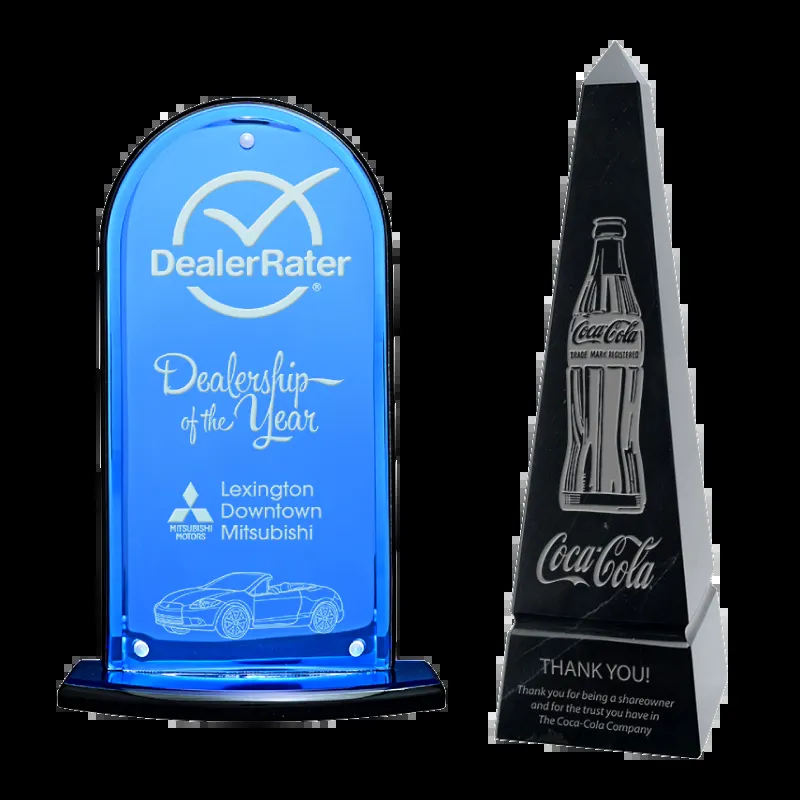 DealerRater®
Dealership
of the Year
MITSUBISHI
MOTORS
Lexington
Downtown
Mitsubishi
Coca-Cola
TRADE MARK REGISTERED
Coca-Cola
THANK YOU!
Thank you for being a shareowner
and for the trust you have in
The Coca-Cola Company